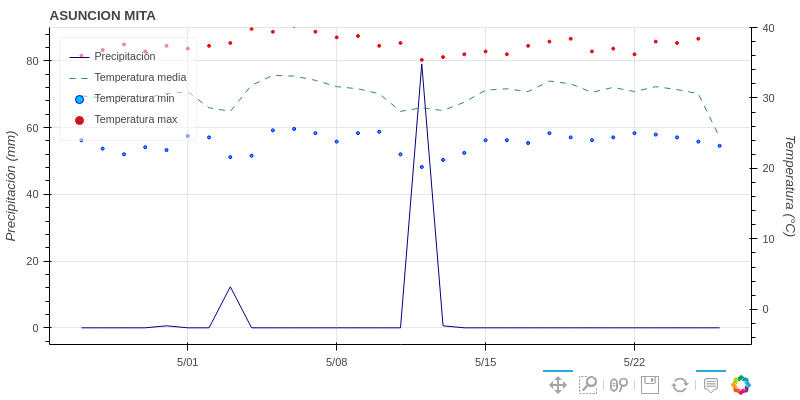 ASUNCION MITA
Precipitación
Temperatura media
Temperatura min
Temperatura max
Precipitación (mm)
80
60
40
20
0
Temperatura (°C)
40
30
20
10
0
5/01
5/08
5/15
5/22